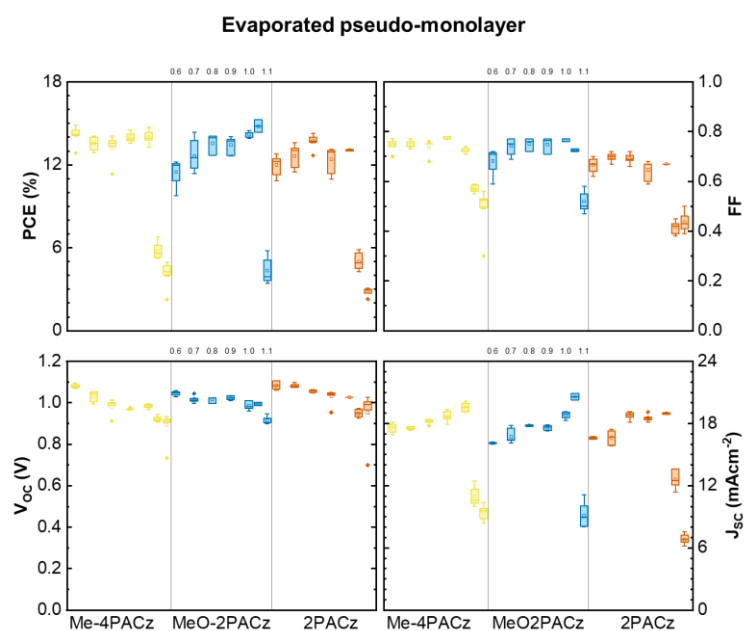 Evaporated pseudo-monolayer
0.6 0.7 0.8 0.9 1.0 1.1
0.6 0.7 0.8 0.9 1.0 1.1
18
12
6
0
PCE (%)
1.0
0.8
0.6
0.4
0.2
0.0
FF
0.6 0.7 0.8 0.9 1.0 1.1
0.6 0.7 0.8 0.9 1.0 1.1
1.2
1.0
0.8
0.6
0.4
0.2
0.0
V_OC (V)
24
18
12
6
0
J_SC (mAcm⁻²)
Me-4PACz MeO-2PACz 2PACz
Me-4PACz MeO2PACz 2PACz